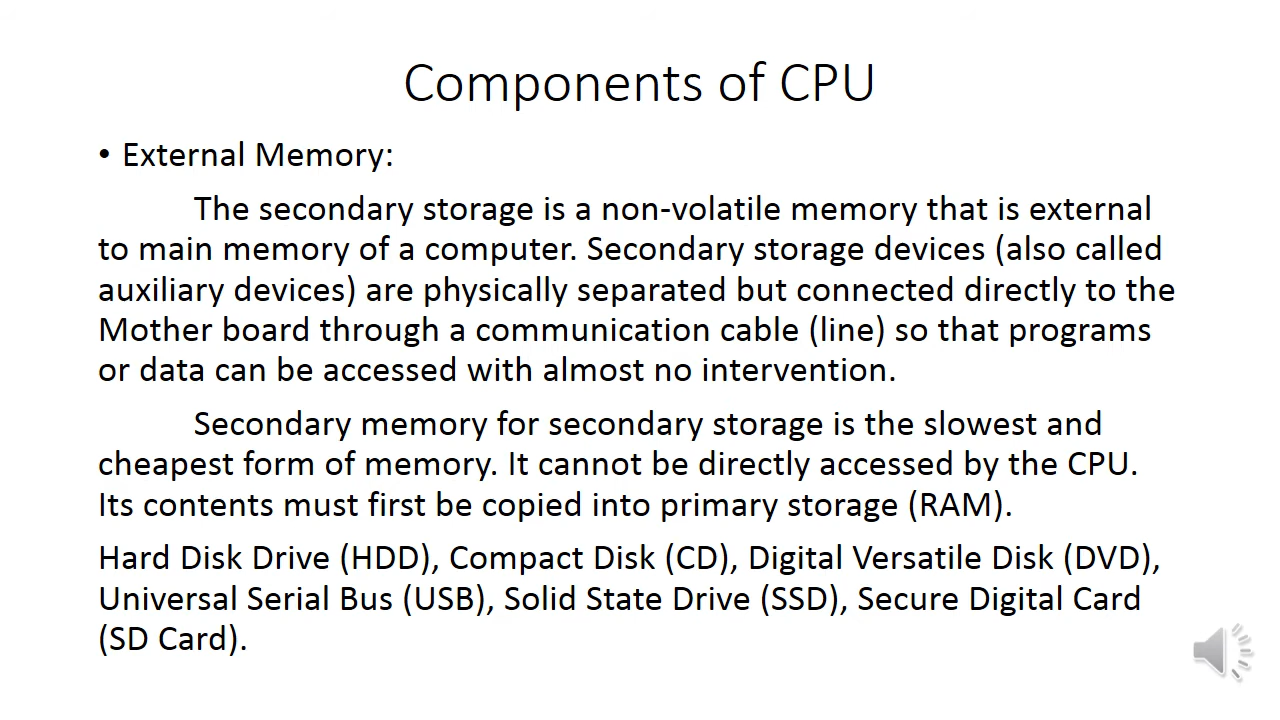 Components of CPU
• External Memory:
The secondary storage is a non-volatile memory that is external
to main memory of a computer. Secondary storage devices (also called
auxiliary devices) are physically separated but connected directly to the
Mother board through a communication cable (line) so that programs
or data can be accessed with almost no intervention.
Secondary memory for secondary storage is the slowest and
cheapest form of memory. It cannot be directly accessed by the CPU.
Its contents must first be copied into primary storage (RAM).
Hard Disk Drive (HDD), Compact Disk (CD), Digital Versatile Disk (DVD),
Universal Serial Bus (USB), Solid State Drive (SSD), Secure Digital Card
(SD Card).